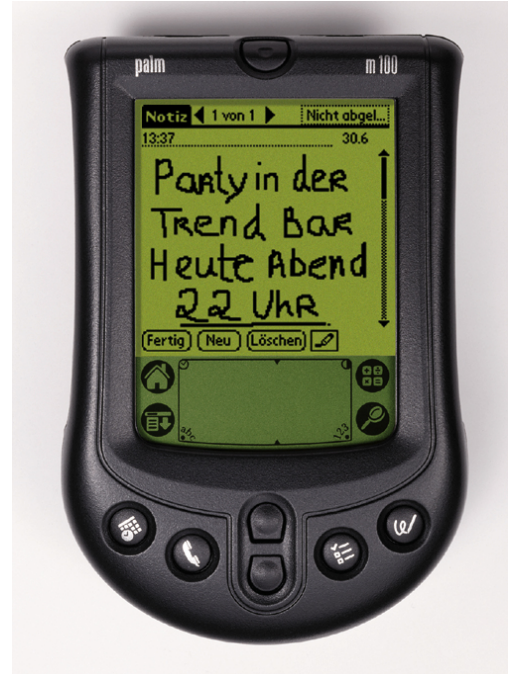 palm m100
Notiz 1 von 1 Nicht abgel...
13:37 30.6
Party in der
Trend Bar
Heute Abend
22 Uhr
Fertig Neu Löschen
abc 123